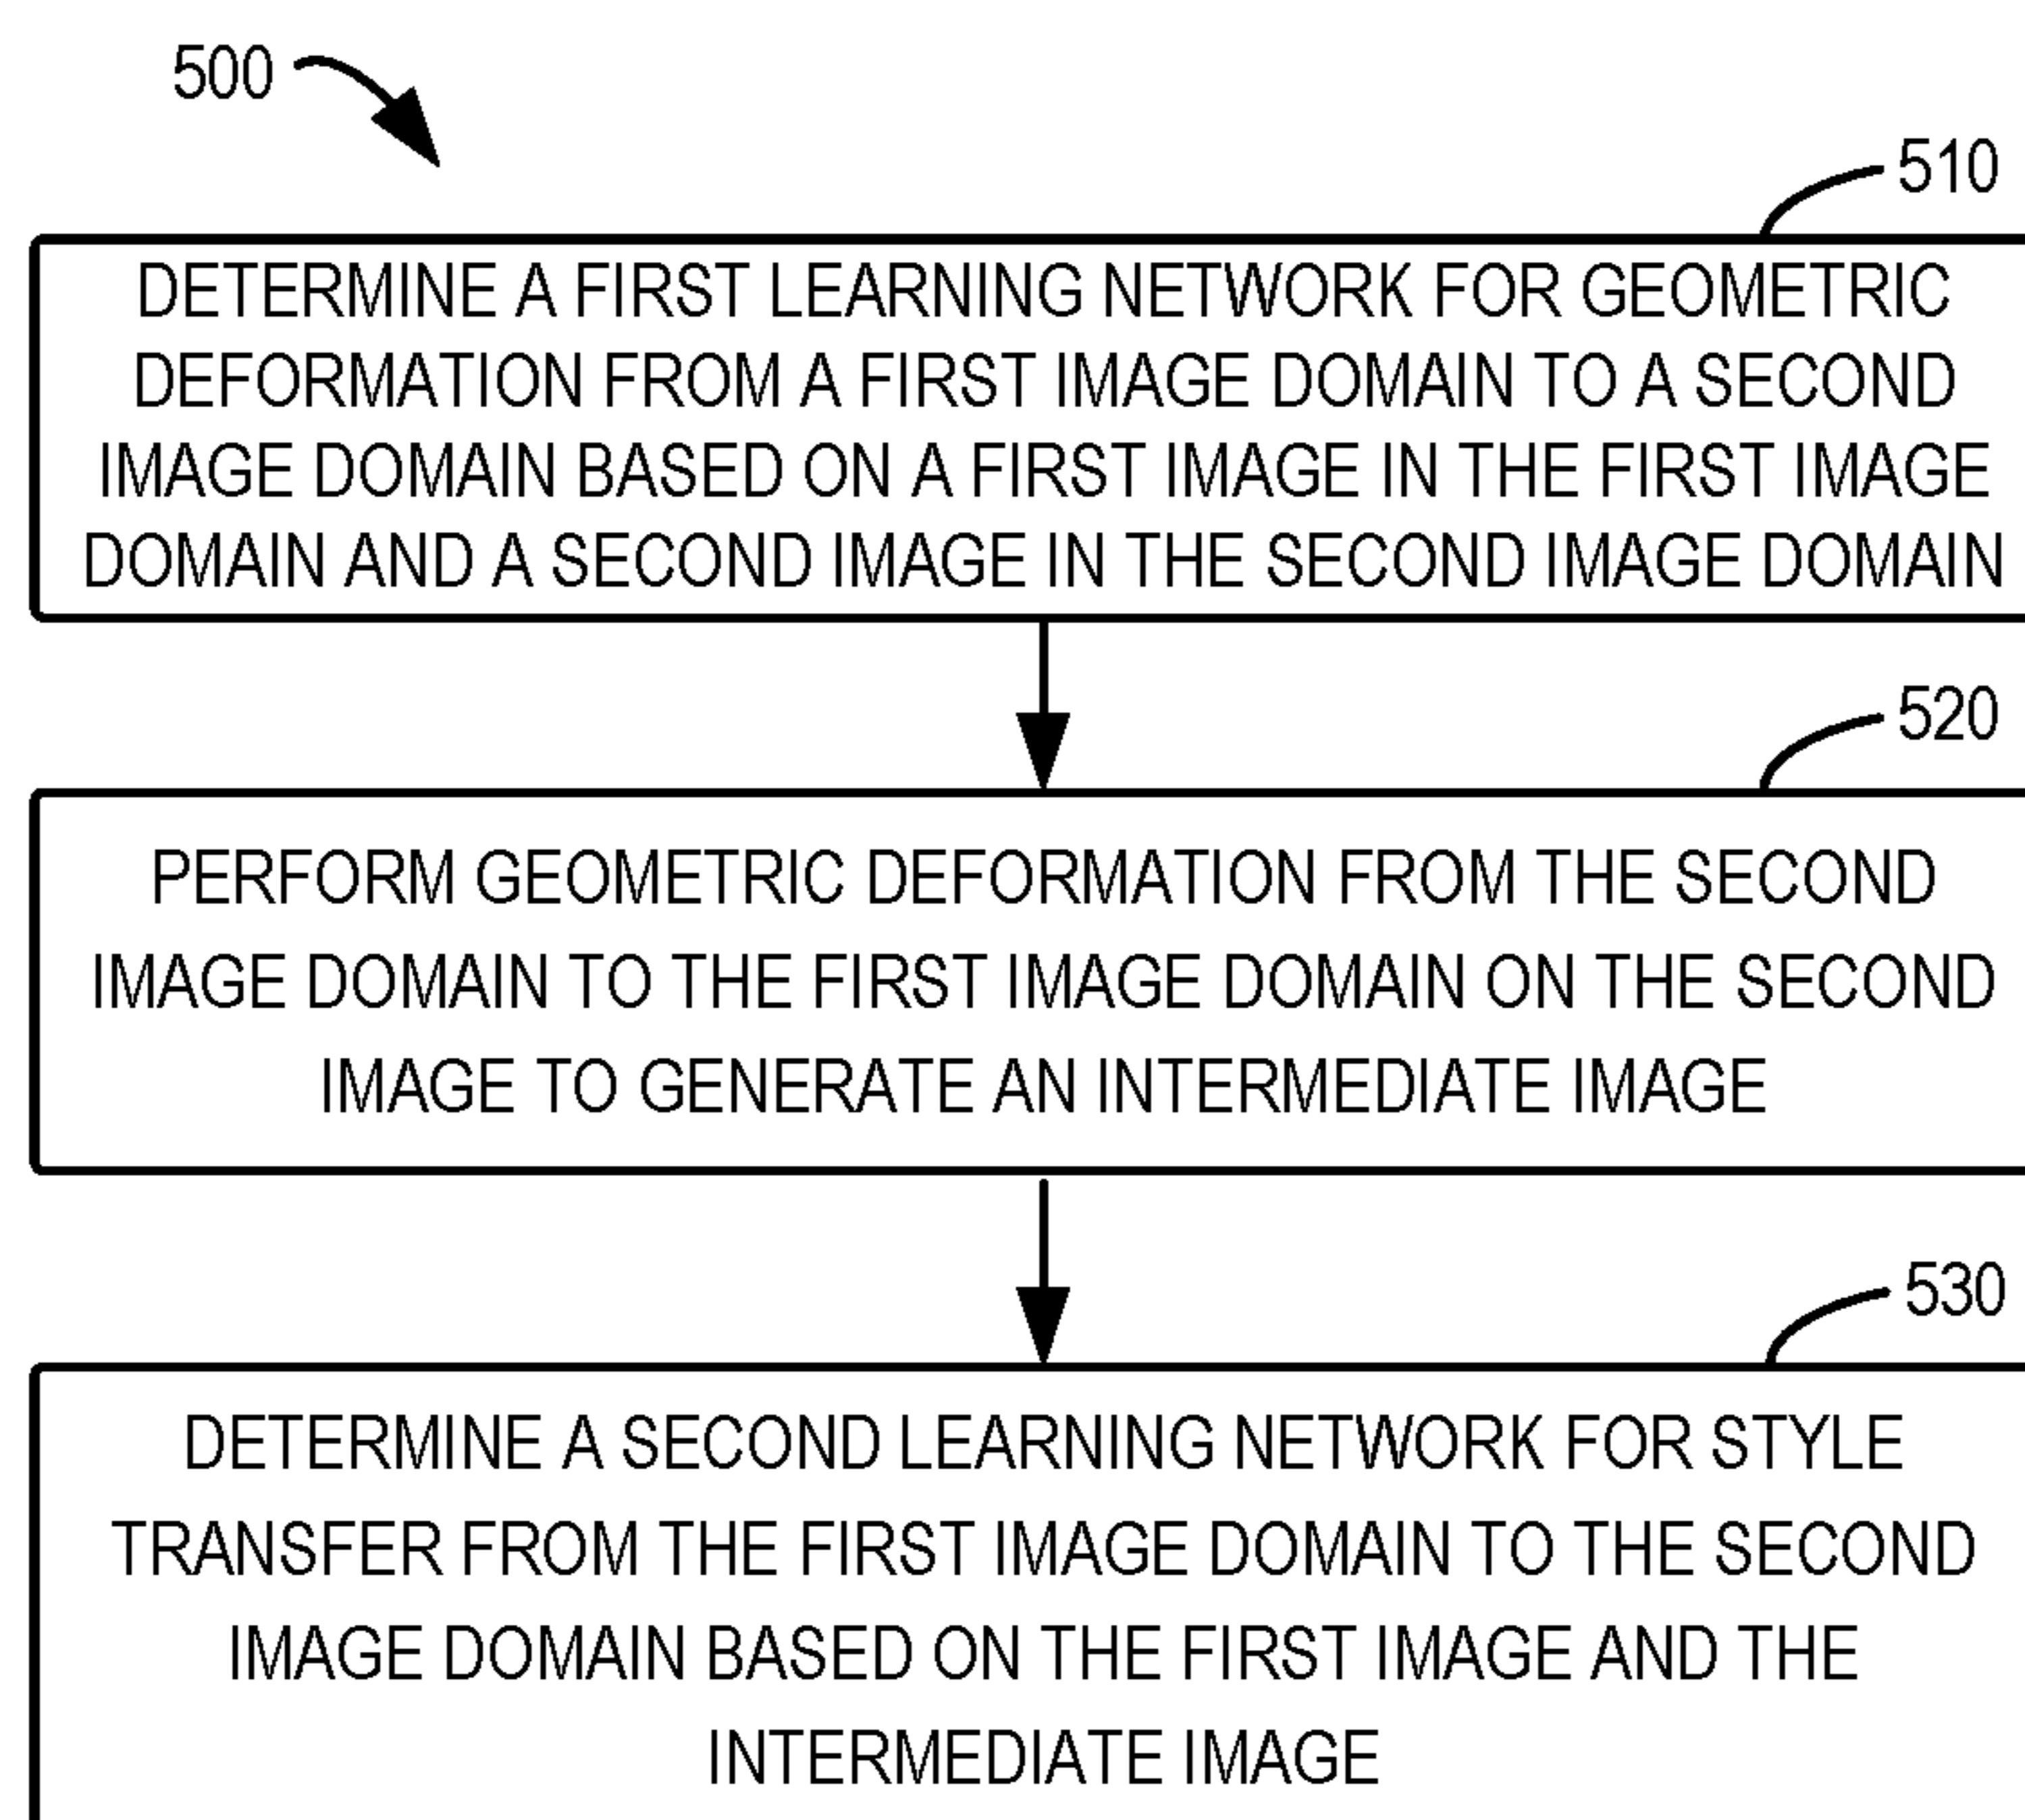 500
510
DETERMINE A FIRST LEARNING NETWORK FOR GEOMETRIC
DEFORMATION FROM A FIRST IMAGE DOMAIN TO A SECOND
IMAGE DOMAIN BASED ON A FIRST IMAGE IN THE FIRST IMAGE
DOMAIN AND A SECOND IMAGE IN THE SECOND IMAGE DOMAIN
520
PERFORM GEOMETRIC DEFORMATION FROM THE SECOND
IMAGE DOMAIN TO THE FIRST IMAGE DOMAIN ON THE SECOND
IMAGE TO GENERATE AN INTERMEDIATE IMAGE
530
DETERMINE A SECOND LEARNING NETWORK FOR STYLE
TRANSFER FROM THE FIRST IMAGE DOMAIN TO THE SECOND
IMAGE DOMAIN BASED ON THE FIRST IMAGE AND THE
INTERMEDIATE IMAGE